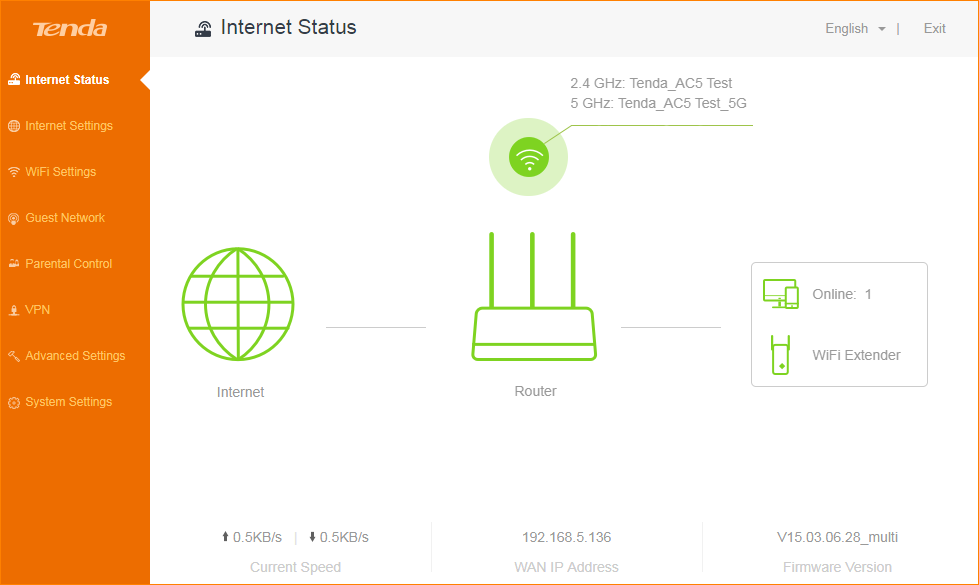 Tenda
Internet Status
English
|
Exit
Internet Status
Internet Settings
WiFi Settings
Guest Network
Parental Control
VPN
Advanced Settings
System Settings
2.4 GHz: Tenda_AC5 Test
5 GHz: Tenda_AC5 Test_5G
Internet
Router
Online: 1
WiFi Extender
0.5KB/s | 0.5KB/s
Current Speed
192.168.5.136
WAN IP Address
V15.03.06.28_multi
Firmware Version